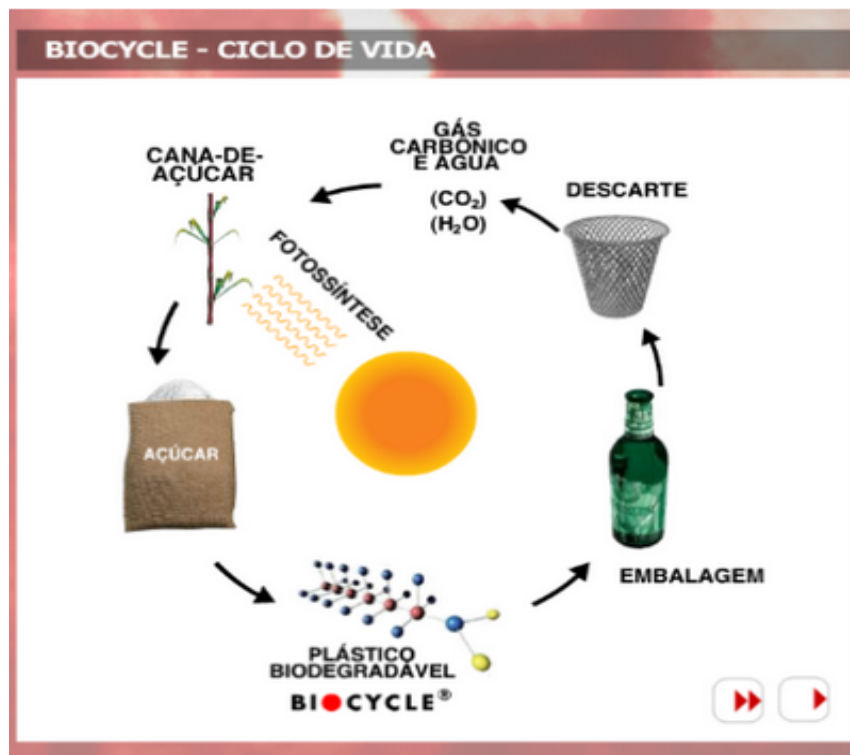 BIOCYCLE - CICLO DE VIDA
GÁS
CARBÔNICO
E ÁGUA
(CO₂)
(H₂O)
CANA-DE-
AÇÚCAR
DESCARTE
FOTOSSÍNTESE
AÇÚCAR
EMBALAGEM
PLÁSTICO
BIODEGRADÁVEL
BIOCYCLE®